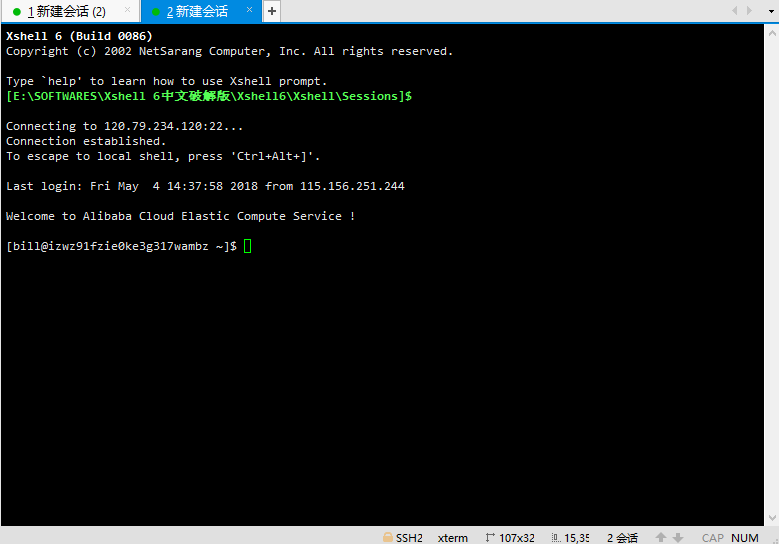 1 新建会话 (2) ×
2 新建会话 × +
Xshell 6 (Build 0086)
Copyright (c) 2002 NetSarang Computer, Inc. All rights reserved.
Type `help' to learn how to use Xshell prompt.
[E:\SOFTWARES\Xshell 6中文破解版\Xshell6\Xshell\Sessions]$
Connecting to 120.79.234.120:22...
Connection established.
To escape to local shell, press 'Ctrl+Alt+]'.
Last login: Fri May  4 14:37:58 2018 from 115.156.251.244
Welcome to Alibaba Cloud Elastic Compute Service !
[bill@izwz91fzie0ke3g317wambz ~]$
SSH2 xterm 107x32 15,35 2 会话 CAP NUM